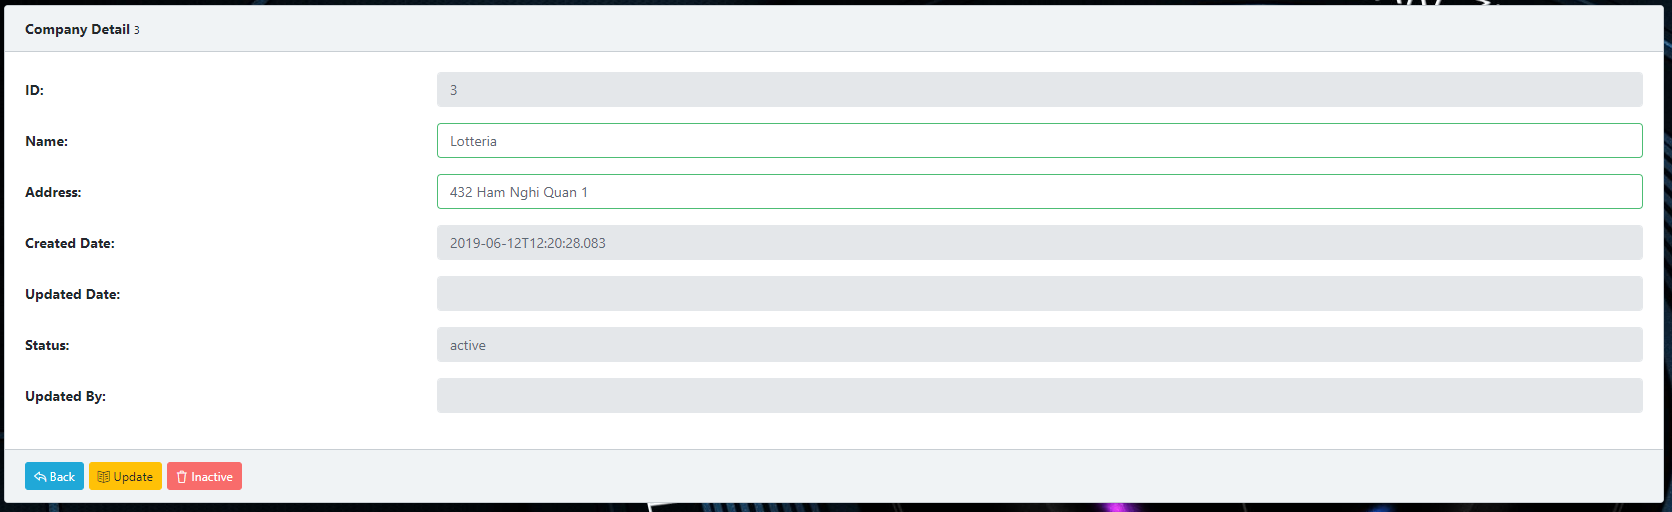 Company Detail 3
ID: 3
Name: Lotteria
Address: 432 Ham Nghi Quan 1
Created Date: 2019-06-12T12:20:28.083
Updated Date:
Status: active
Updated By:
Back Update Inactive